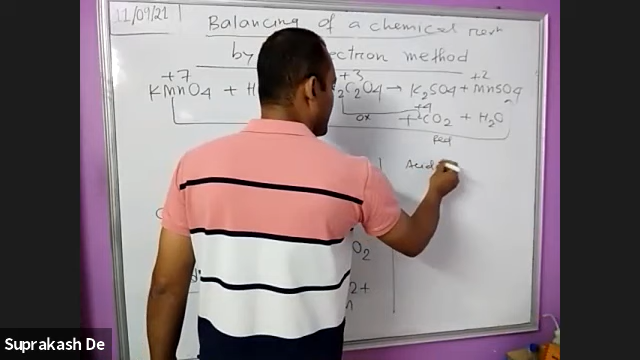 11/09/21
Balancing of a chemical rext
by ectron method
+7 +3 +2
KMnO4 + H 2C2O4 → K2SO4 + MnSO4
+4
ox + CO2 + H2O
Red
Acid
O2
2+
n
Suprakash De